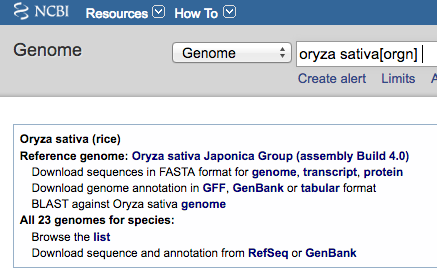 NCBI Resources How To
Genome Genome oryza sativa[orgn]
Create alert Limits A
Oryza sativa (rice)
Reference genome: Oryza sativa Japonica Group (assembly Build 4.0)
Download sequences in FASTA format for genome, transcript, protein
Download genome annotation in GFF, GenBank or tabular format
BLAST against Oryza sativa genome
All 23 genomes for species:
Browse the list
Download sequence and annotation from RefSeq or GenBank